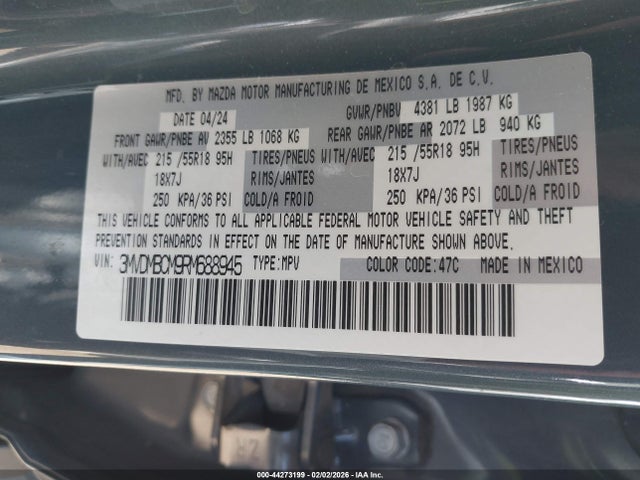 MFD. BY MAZDA MOTOR MANUFACTURING DE MEXICO S.A. DE C.V.
DATE 04/24 GVWR/PNBV 4381 LB 1987 KG
FRONT GAWR/PNBE AV 2355 LB 1068 KG REAR GAWR/PNBE AR 2072 LB 940 KG
WITH/AVEC 215 /55R18 95H TIRES/PNEUS WITH/AVEC 215 /55R18 95H TIRES/PNEUS
18X7J RIMS/JANTES 18X7J RIMS/JANTES
250 KPA/36 PSI COLD/A FROID 250 KPA/36 PSI COLD/A FROID
THIS VEHICLE CONFORMS TO ALL APPLICABLE FEDERAL MOTOR VEHICLE SAFETY AND THEFT
PREVENTION STANDARDS IN EFFECT ON THE DATE OF MANUFACTURE SHOWN ABOVE.
VIN: 3MVDMBCM9RM688945 TYPE:MPV COLOR CODE:47C MADE IN MEXICO
000-44273199 - 02/02/2026 - IAA Inc.